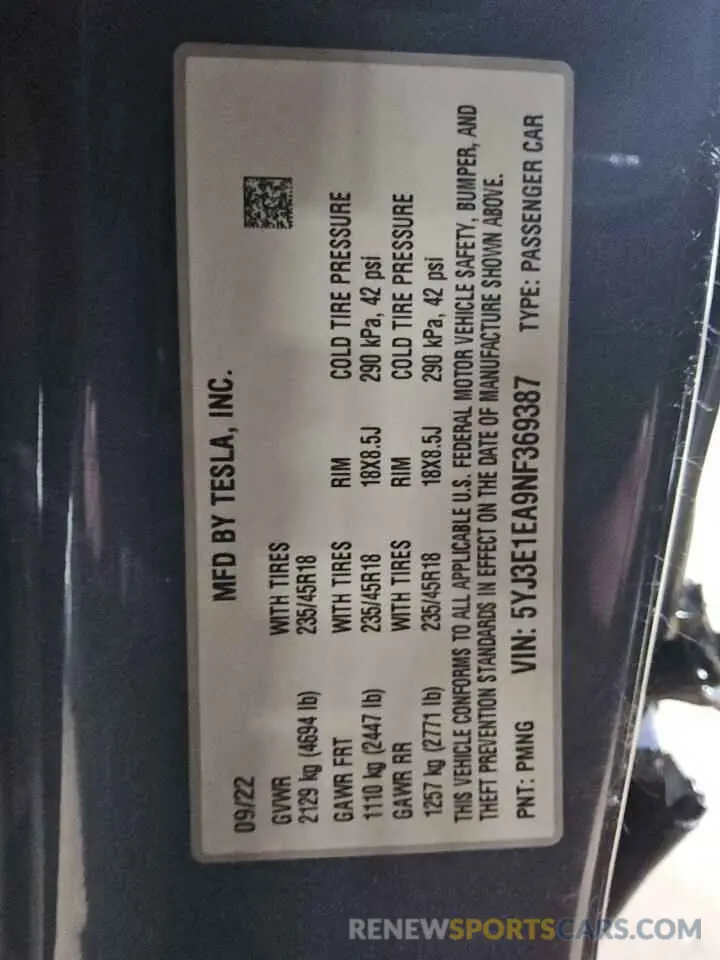 MFD BY TESLA, INC.
09/22
GVWR WITH TIRES
2129 kg (4694 lb) 235/45R18
GAWR FRT WITH TIRES RIM COLD TIRE PRESSURE
1110 kg (2447 lb) 235/45R18 18X8.5J 290 kPa, 42 psi
GAWR RR WITH TIRES RIM COLD TIRE PRESSURE
1257 kg (2771 lb) 235/45R18 18X8.5J 290 kPa, 42 psi
THIS VEHICLE CONFORMS TO ALL APPLICABLE U.S. FEDERAL MOTOR VEHICLE SAFETY, BUMPER, AND
THEFT PREVENTION STANDARDS IN EFFECT ON THE DATE OF MANUFACTURE SHOWN ABOVE.
PNT: PMNG VIN: 5YJ3E1EA9NF369387 TYPE: PASSENGER CAR
RENEWSPORTSCARS.COM